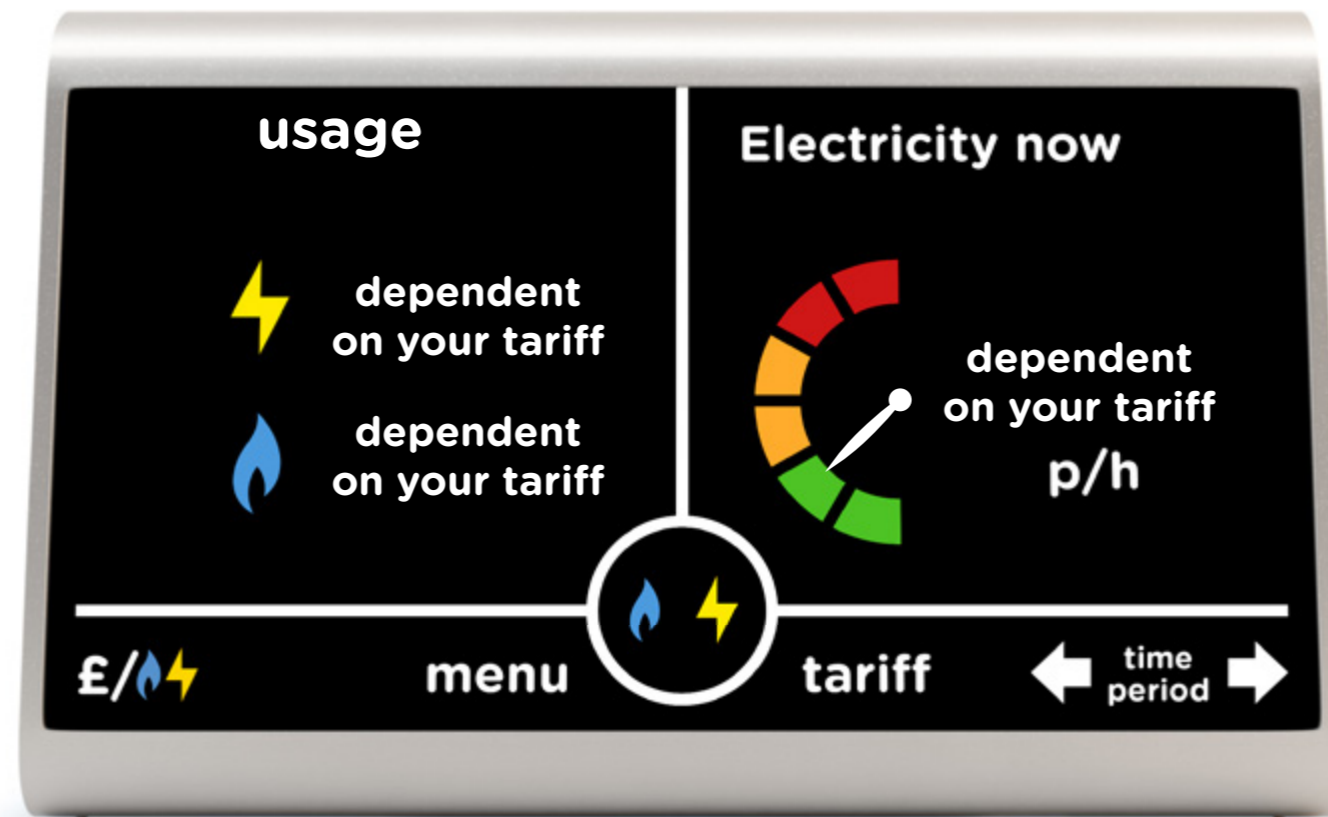 usage
dependent
on your tariff
dependent
on your tariff
Electricity now
dependent
on your tariff
p/h
£/
menu
tariff
time
period